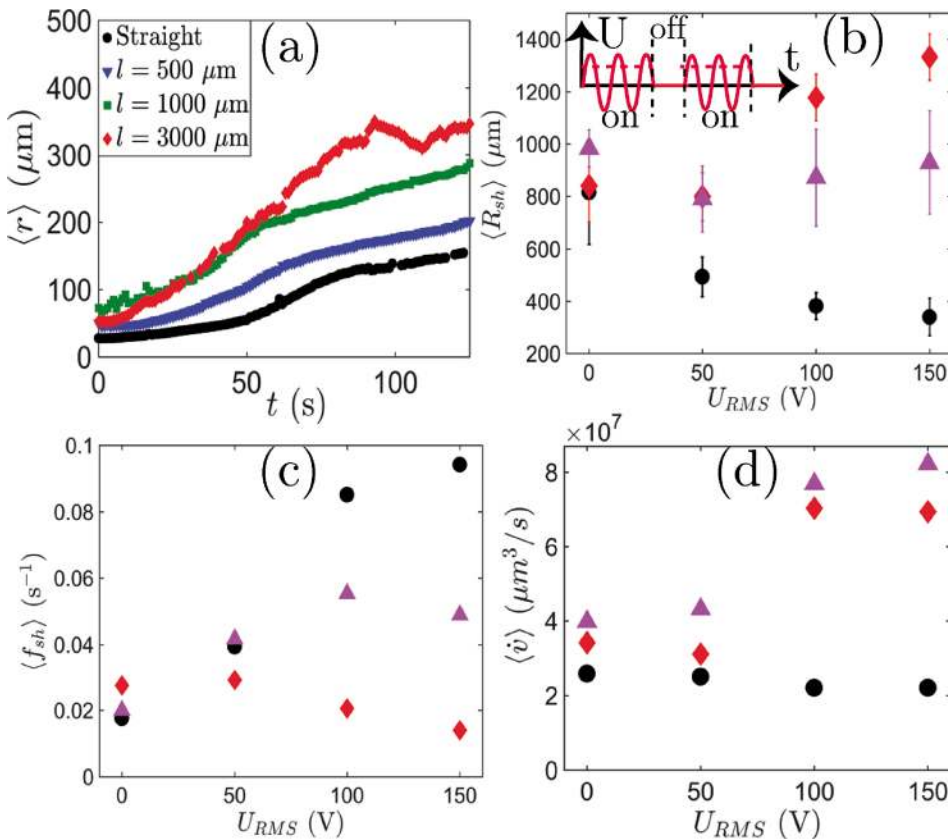 (a)
⟨r⟩ (μm)
500
400
300
200
100
0
Straight
l = 500 μm
l = 1000 μm
l = 3000 μm
0 50 100
t (s)
(b)
⟨R_sh⟩ (μm)
1400
1200
1000
800
600
400
200
U off t
on on
0 50 100 150
U_RMS (V)
(c)
⟨f_sh⟩ (s⁻¹)
0.1
0.08
0.06
0.04
0.02
0
0 50 100 150
U_RMS (V)
(d)
×10⁷
⟨v̇⟩ (μm³/s)
8
6
4
2
0
0 50 100 150
U_RMS (V)